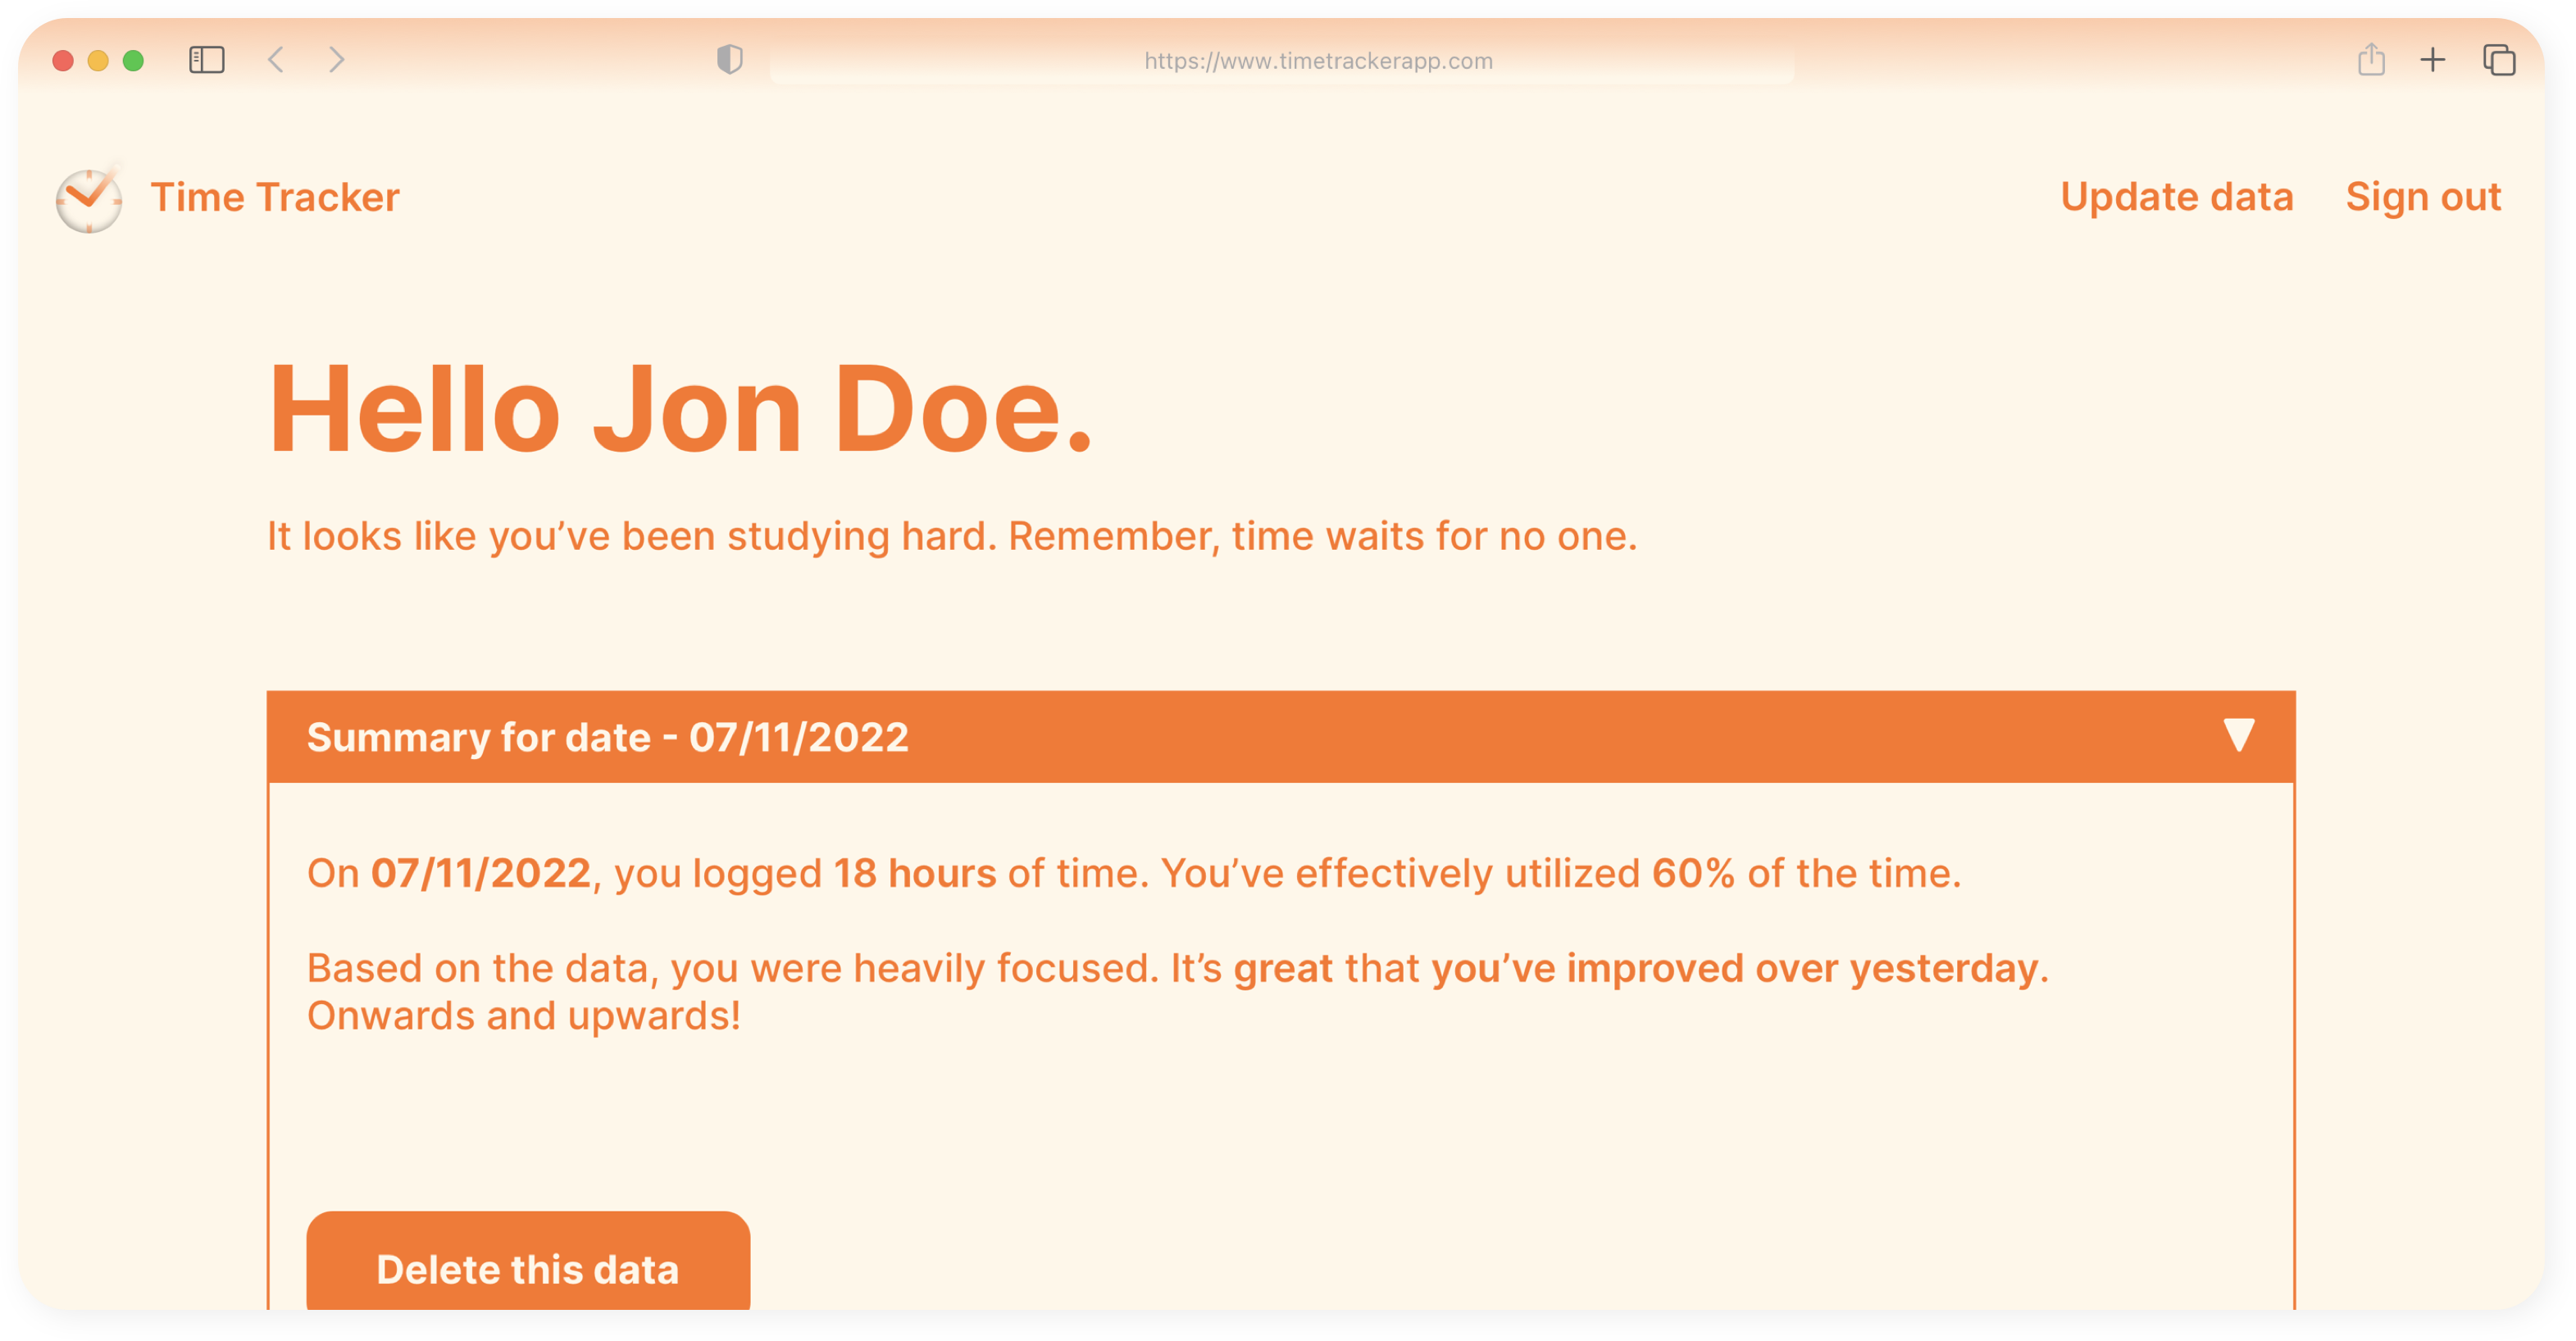 https://www.timetrackerapp.com
Time Tracker
Update data
Sign out
Hello Jon Doe.
It looks like you’ve been studying hard. Remember, time waits for no one.
Summary for date - 07/11/2022
On 07/11/2022, you logged 18 hours of time. You’ve effectively utilized 60% of the time.
Based on the data, you were heavily focused. It’s great that you’ve improved over yesterday.
Onwards and upwards!
Delete this data